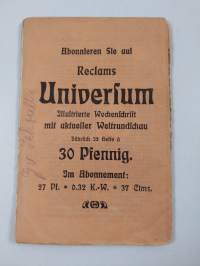 Abonnieren Sie auf
Reclams
Universum
Illustrierte Wochenschrift
mit aktueller Weltrundschau
Jährlich 52 Hefte à
30 Pfennig.
Im Abonnement:
27 Pf. • 0.32 K.-W. • 37 Ctms.